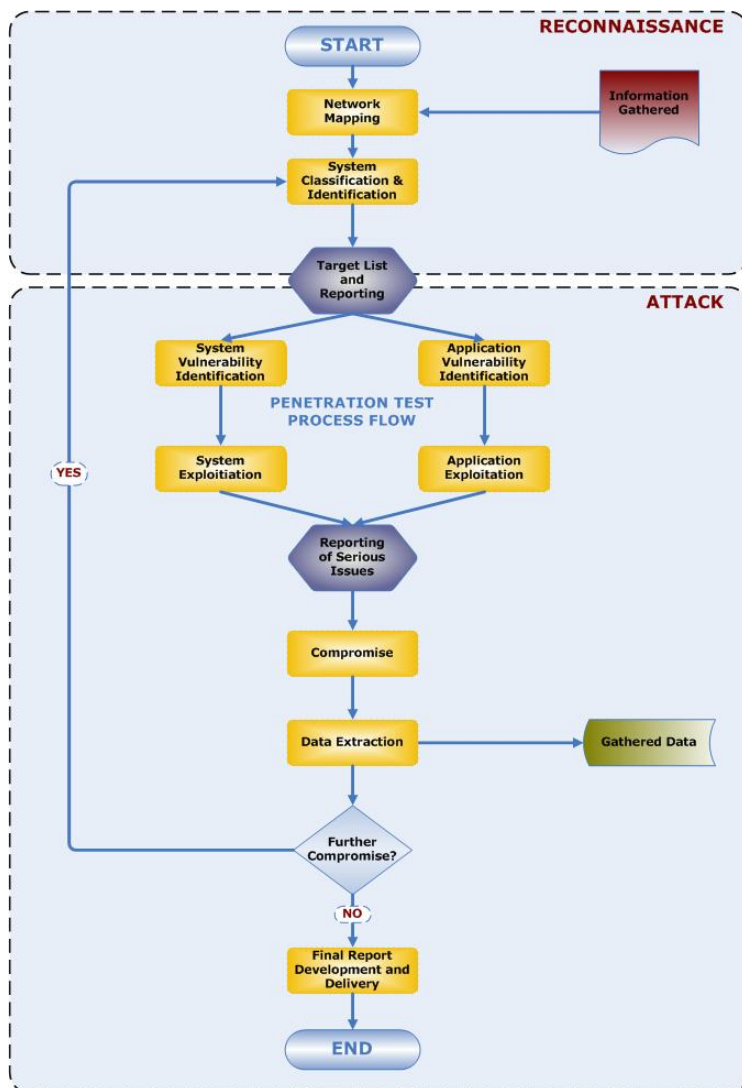 RECONNAISSANCE
START
Network
Mapping
Information
Gathered
System
Classification &
Identification
Target List
and
Reporting
ATTACK
System
Vulnerability
Identification
Application
Vulnerability
Identification
PENETRATION TEST
PROCESS FLOW
System
Exploitiation
Application
Exploitation
YES
Reporting
of Serious
Issues
Compromise
Data Extraction
Gathered Data
Further
Compromise?
NO
Final Report
Development and
Delivery
END